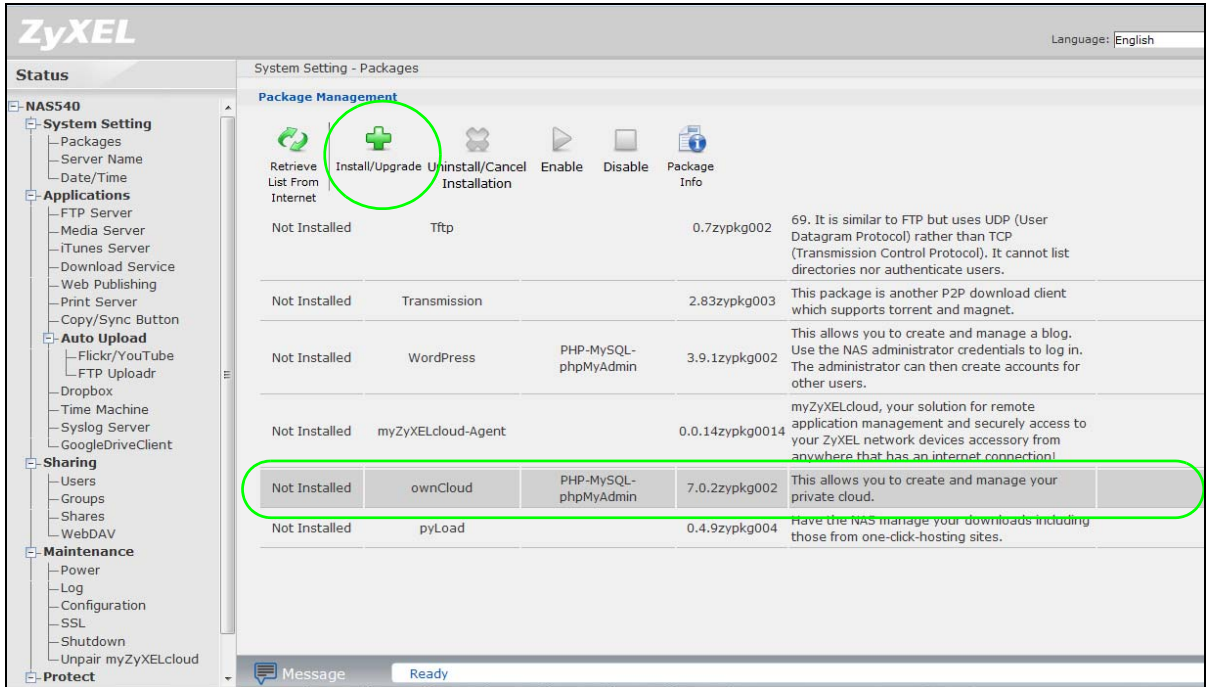 ZyXEL
Language: English
Status
System Setting - Packages
NAS540
System Setting
Packages
Server Name
Date/Time
Applications
FTP Server
Media Server
iTunes Server
Download Service
Web Publishing
Print Server
Copy/Sync Button
Auto Upload
Flickr/YouTube
FTP Uploadr
Dropbox
Time Machine
Syslog Server
GoogleDriveClient
Sharing
Users
Groups
Shares
WebDAV
Maintenance
Power
Log
Configuration
SSL
Shutdown
Unpair myZyXELcloud
Protect
Package Management
Retrieve
List From
Internet
Install/Upgrade
Uninstall/Cancel
Installation
Enable
Disable
Package
Info
Not Installed Tftp 0.7zypkg002
69. It is similar to FTP but uses UDP (User
Datagram Protocol) rather than TCP
(Transmission Control Protocol). It cannot list
directories nor authenticate users.
Not Installed Transmission 2.83zypkg003
This package is another P2P download client
which supports torrent and magnet.
Not Installed WordPress
PHP-MySQL-
phpMyAdmin
3.9.1zypkg002
This allows you to create and manage a blog.
Use the NAS administrator credentials to log in.
The administrator can then create accounts for
other users.
Not Installed myZyXELcloud-Agent 0.0.14zypkg0014
myZyXELcloud, your solution for remote
application management and securely access to
your ZyXEL network devices accessory from
anywhere that has an internet connection!
Not Installed ownCloud
PHP-MySQL-
phpMyAdmin
7.0.2zypkg002
This allows you to create and manage your
private cloud.
Not Installed pyLoad 0.4.9zypkg004
Have the NAS manage your downloads including
those from one-click-hosting sites.
Message Ready